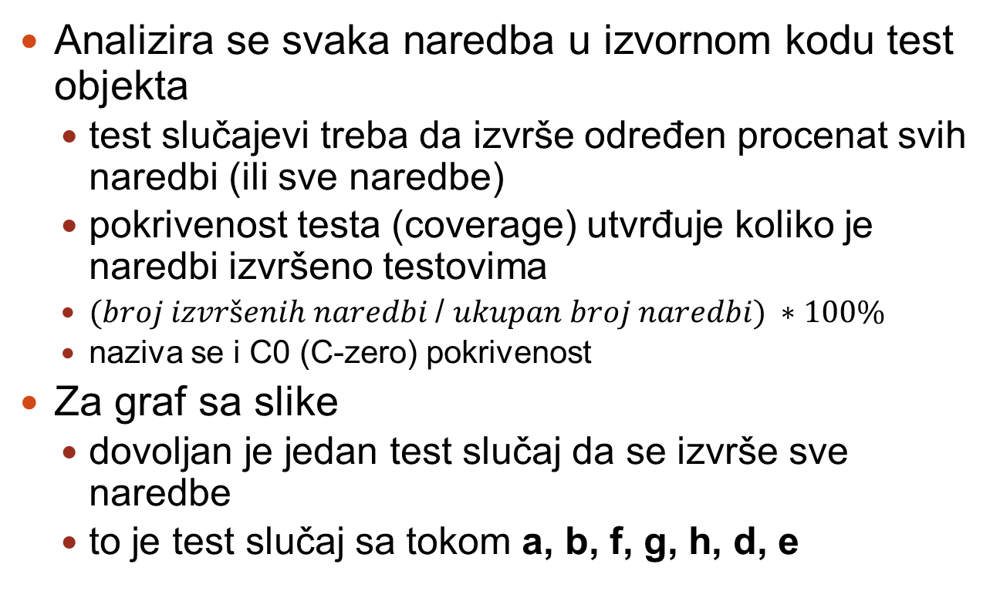 • Analizira se svaka naredba u izvornom kodu test
objekta
• test slučajevi treba da izvrše određen procenat svih
naredbi (ili sve naredbe)
• pokrivenost testa (coverage) utvrđuje koliko je
naredbi izvršeno testovima
• (broj izvršenih naredbi / ukupan broj naredbi) ∗ 100%
• naziva se i C0 (C-zero) pokrivenost
• Za graf sa slike
• dovoljan je jedan test slučaj da se izvrše sve
naredbe
• to je test slučaj sa tokom a, b, f, g, h, d, e